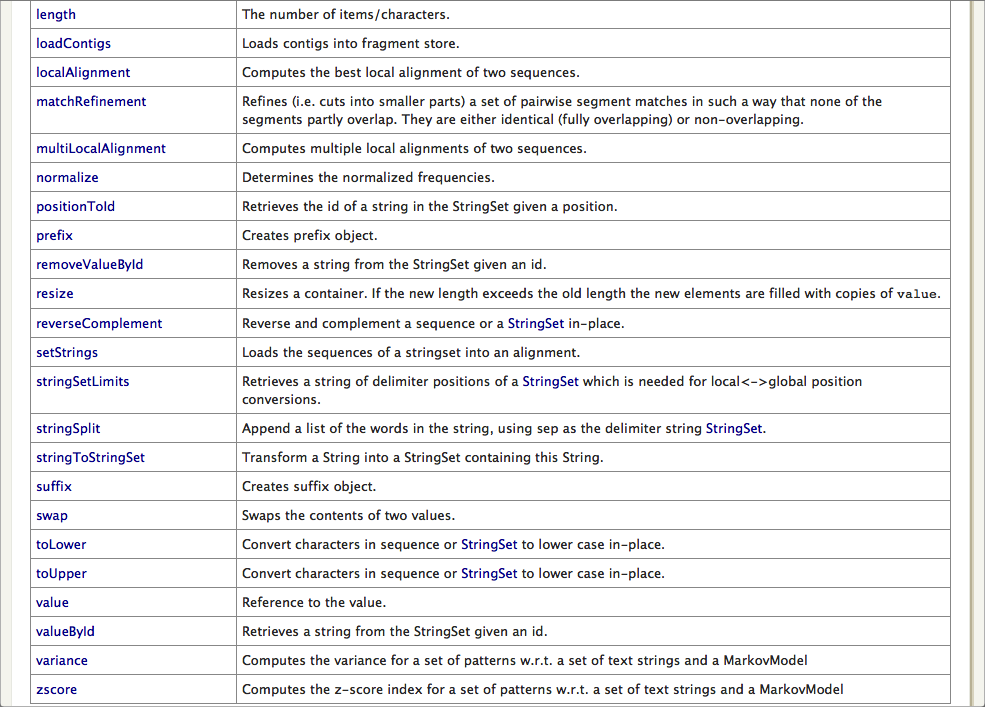 length The number of items/characters.
loadContigs Loads contigs into fragment store.
localAlignment Computes the best local alignment of two sequences.
matchRefinement Refines (i.e. cuts into smaller parts) a set of pairwise segment matches in such a way that none of the
segments partly overlap. They are either identical (fully overlapping) or non-overlapping.
multiLocalAlignment Computes multiple local alignments of two sequences.
normalize Determines the normalized frequencies.
positionToId Retrieves the id of a string in the StringSet given a position.
prefix Creates prefix object.
removeValueById Removes a string from the StringSet given an id.
resize Resizes a container. If the new length exceeds the old length the new elements are filled with copies of value.
reverseComplement Reverse and complement a sequence or a StringSet in-place.
setStrings Loads the sequences of a stringset into an alignment.
stringSetLimits Retrieves a string of delimiter positions of a StringSet which is needed for local<->global position
conversions.
stringSplit Append a list of the words in the string, using sep as the delimiter string StringSet.
stringToStringSet Transform a String into a StringSet containing this String.
suffix Creates suffix object.
swap Swaps the contents of two values.
toLower Convert characters in sequence or StringSet to lower case in-place.
toUpper Convert characters in sequence or StringSet to lower case in-place.
value Reference to the value.
valueById Retrieves a string from the StringSet given an id.
variance Computes the variance for a set of patterns w.r.t. a set of text strings and a MarkovModel
zscore Computes the z-score index for a set of patterns w.r.t. a set of text strings and a MarkovModel